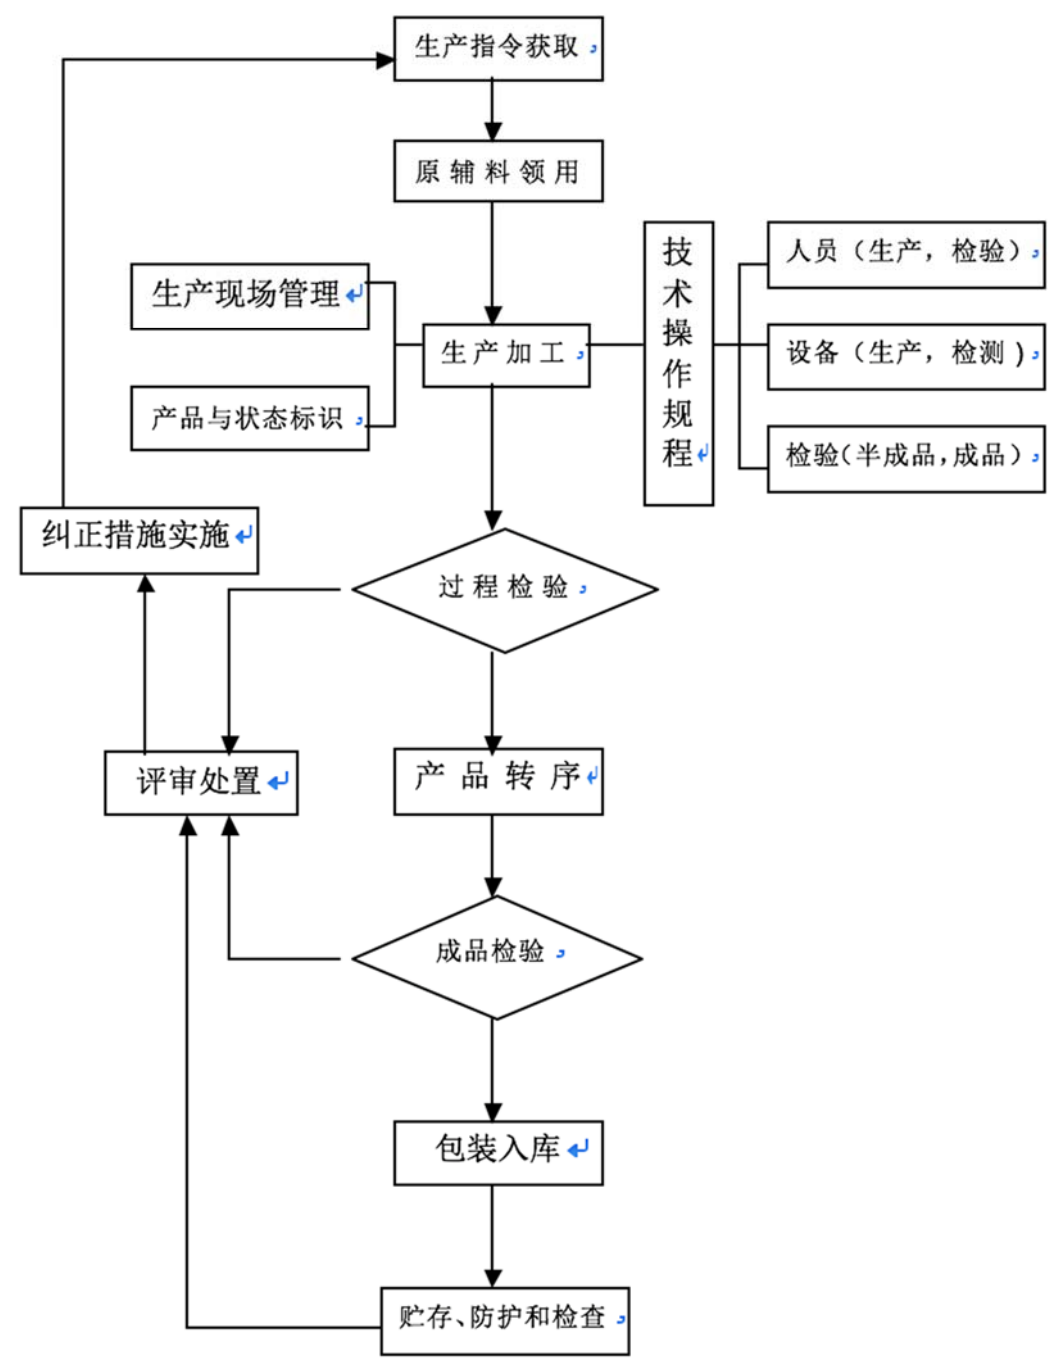 生产指令获取
原辅料领用
生产现场管理
生产加工
产品与状态标识
技术操作规程
人员（生产，检验）
设备（生产，检测)
检验(半成品,成品）
纠正措施实施
过程检验
评审处置
产品转序
成品检验
包装入库
贮存、防护和检查